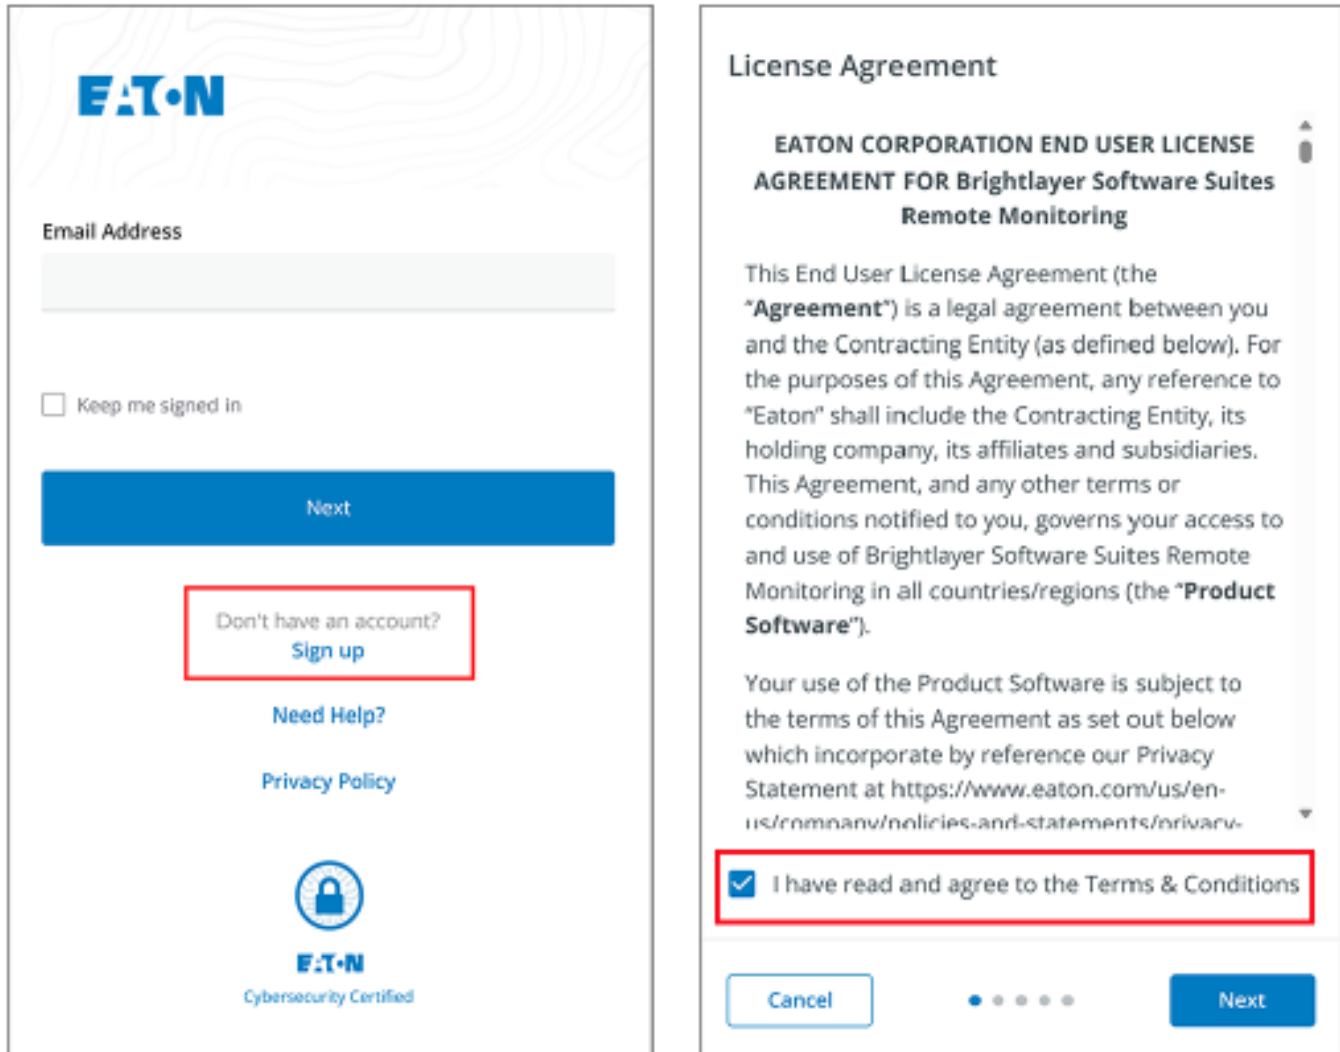 EATON
Email Address
Keep me signed in
Next
Don't have an account?
Sign up
Need Help?
Privacy Policy
EATON
Cybersecurity Certified
License Agreement
EATON CORPORATION END USER LICENSE
AGREEMENT FOR Brightlayer Software Suites
Remote Monitoring
This End User License Agreement (the
“Agreement”) is a legal agreement between you
and the Contracting Entity (as defined below). For
the purposes of this Agreement, any reference to
“Eaton” shall include the Contracting Entity, its
holding company, its affiliates and subsidiaries.
This Agreement, and any other terms or
conditions notified to you, governs your access to
and use of Brightlayer Software Suites Remote
Monitoring in all countries/regions (the “Product
Software”).
Your use of the Product Software is subject to
the terms of this Agreement as set out below
which incorporate by reference our Privacy
Statement at https://www.eaton.com/us/en-
us/company/policies-and-statements/privacy-
I have read and agree to the Terms & Conditions
Cancel
Next